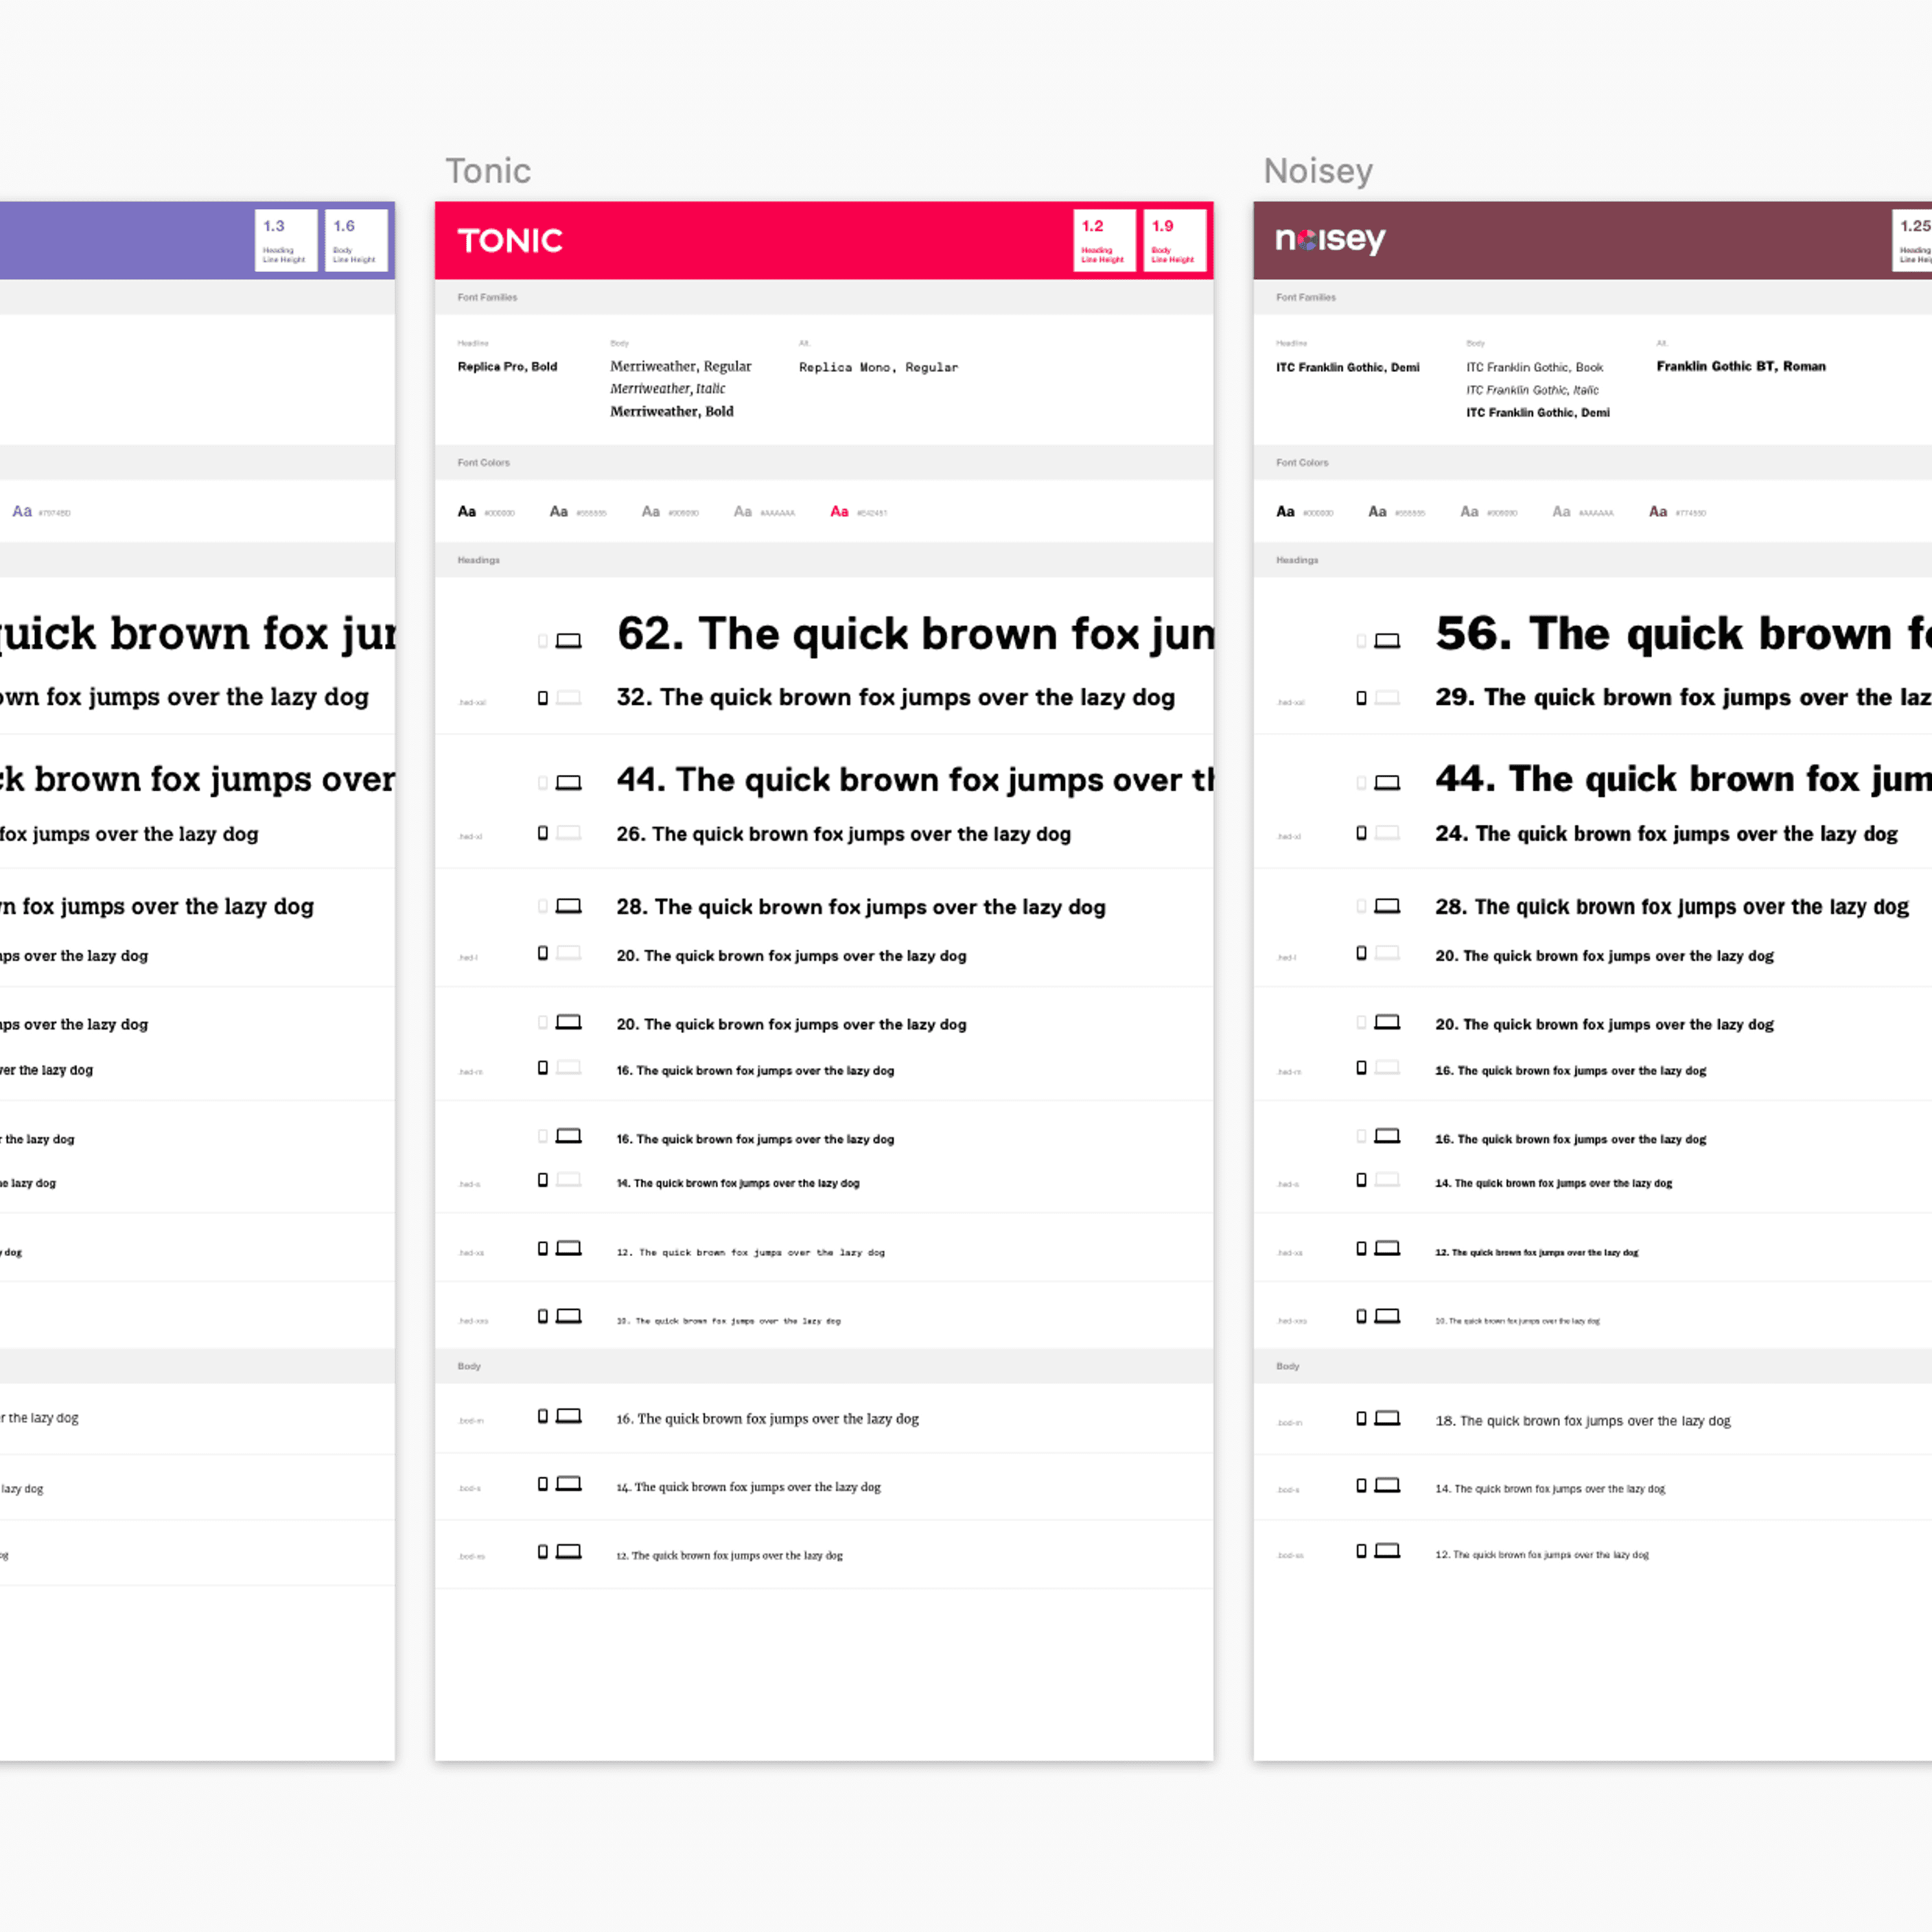 Tonic
Noisey
1.3
Heading
Line Height
1.6
Body
Line Height
Aa
quick brown fox jum
own fox jumps over the lazy dog
ck brown fox jumps over
fox jumps over the lazy dog
n fox jumps over the lazy dog
ps over the lazy dog
ps over the lazy dog
er the lazy dog
the lazy dog
e lazy dog
dog
r the lazy dog
lazy dog
og
TONIC
1.2
Heading
Line Height
1.9
Body
Line Height
Font Families
Headline
Body
Alt.
Replica Pro, Bold
Merriweather, Regular
Replica Mono, Regular
Merriweather, Italic
Merriweather, Bold
Font Colors
Aa #000000 Aa Aa Aa #AAAAAA Aa
Headings
62. The quick brown fox jum
.hed-xxl
32. The quick brown fox jumps over the lazy dog
44. The quick brown fox jumps over th
.hed-xl
26. The quick brown fox jumps over the lazy dog
28. The quick brown fox jumps over the lazy dog
.hed-l
20. The quick brown fox jumps over the lazy dog
20. The quick brown fox jumps over the lazy dog
.hed-m
16. The quick brown fox jumps over the lazy dog
16. The quick brown fox jumps over the lazy dog
.hed-s
14. The quick brown fox jumps over the lazy dog
.hed-xs
12. The quick brown fox jumps over the lazy dog
.hed-xxs
10. The quick brown fox jumps over the lazy dog
Body
.bod-m
16. The quick brown fox jumps over the lazy dog
.bod-s
14. The quick brown fox jumps over the lazy dog
.bod-xs
12. The quick brown fox jumps over the lazy dog
noisey
1.25
Heading
Line Hei
Font Families
Headline
Body
Alt.
ITC Franklin Gothic, Demi
ITC Franklin Gothic, Book
Franklin Gothic BT, Roman
ITC Franklin Gothic, Italic
ITC Franklin Gothic, Demi
Font Colors
Aa #000000 Aa Aa Aa #AAAAAA Aa
Headings
56. The quick brown fo
.hed-xxl
29. The quick brown fox jumps over the laz
44. The quick brown fox jum
.hed-xl
24. The quick brown fox jumps over the lazy dog
28. The quick brown fox jumps over the lazy dog
.hed-l
20. The quick brown fox jumps over the lazy dog
20. The quick brown fox jumps over the lazy dog
.hed-m
16. The quick brown fox jumps over the lazy dog
16. The quick brown fox jumps over the lazy dog
.hed-s
14. The quick brown fox jumps over the lazy dog
.hed-xs
12. The quick brown fox jumps over the lazy dog
.hed-xxs
10. The quick brown fox jumps over the lazy dog
Body
.bod-m
18. The quick brown fox jumps over the lazy dog
.bod-s
14. The quick brown fox jumps over the lazy dog
.bod-xs
12. The quick brown fox jumps over the lazy dog